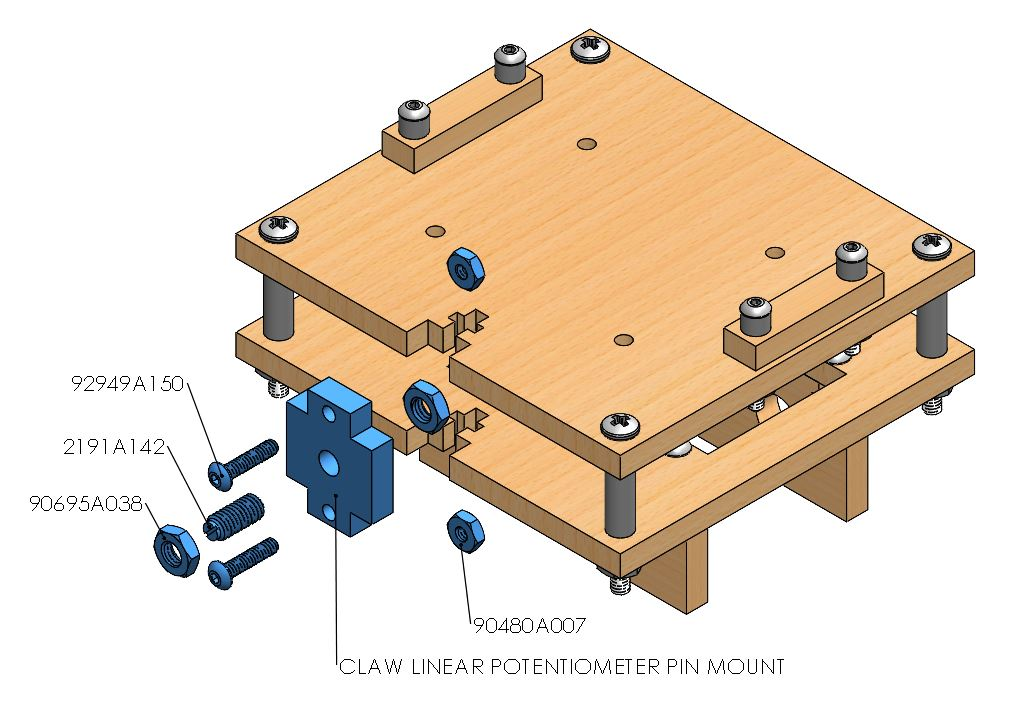 92949A150
2191A142
90695A038
90480A007
CLAW LINEAR POTENTIOMETER PIN MOUNT